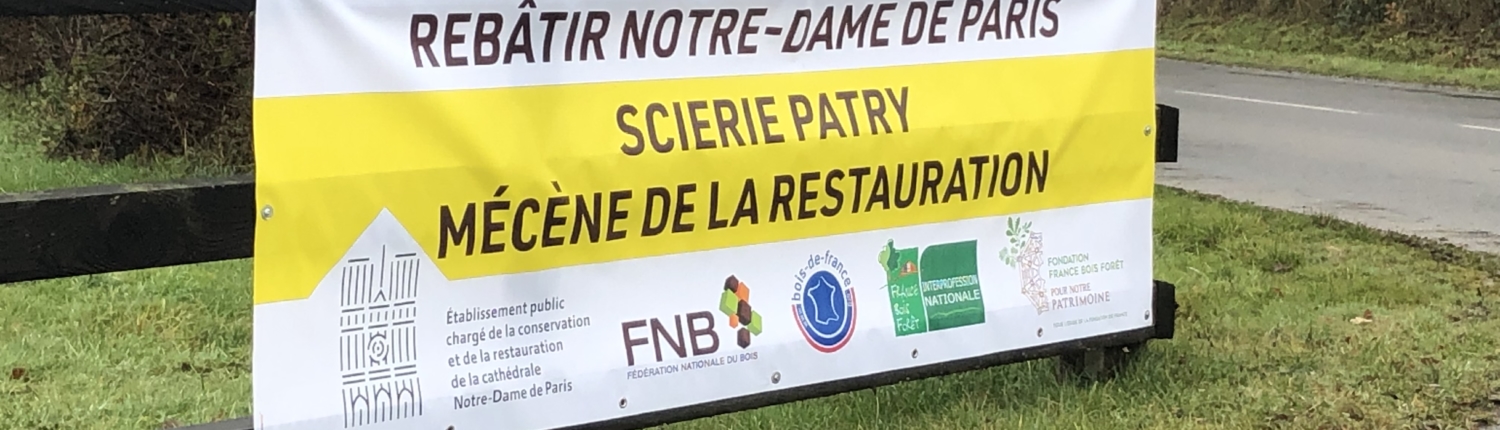 REBÂTIR NOTRE-DAME DE PARIS
SCIERIE PATRY
MÉCÈNE DE LA RESTAURATION
Établissement public
chargé de la conservation
et de la restauration
de la cathédrale
Notre-Dame de Paris
FNB
FÉDÉRATION NATIONALE DU BOIS
bois-de-france
FRANCE
BOIS
FORÊT
INTERPROFESSION
NATIONALE
FONDATION
FRANCE BOIS FORÊT
POUR NOTRE
PATRIMOINE